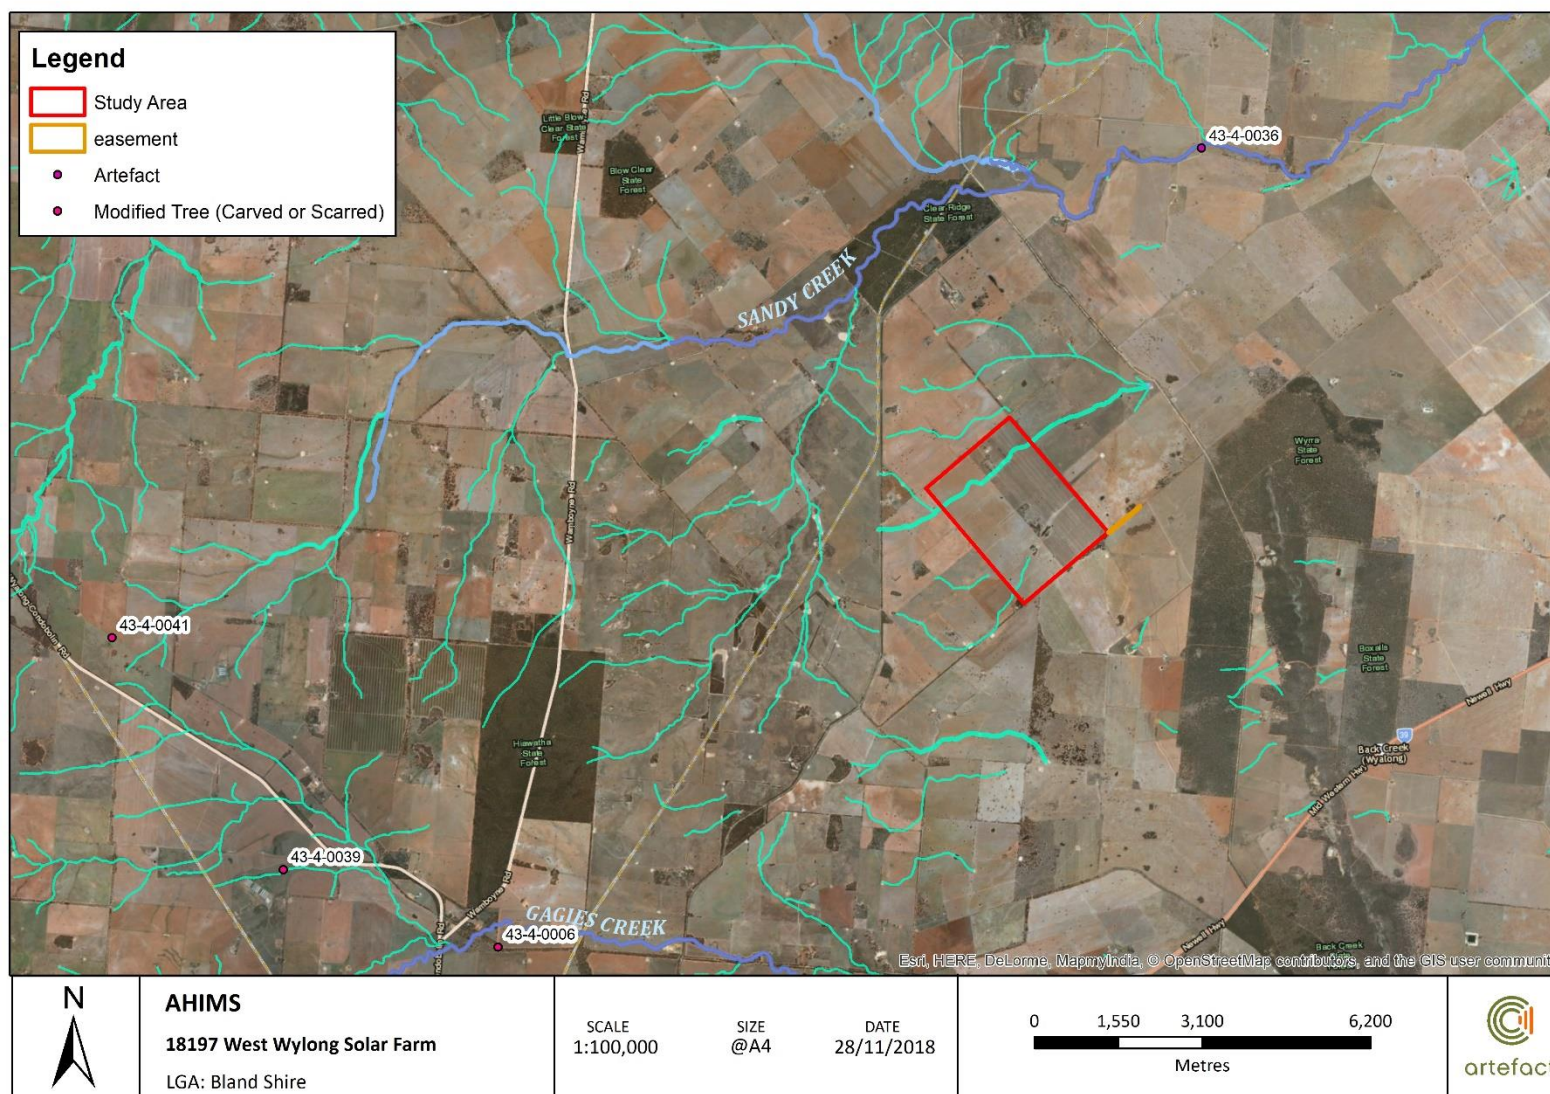 Legend
Study Area
easement
Artefact
Modified Tree (Carved or Scarred)
Little Blow
Clear State
Forest
Blow Clear
State
Forest
Clear Ridge
State Forest
43-4-0036
SANDY CREEK
Wyrra
State
Forest
Wamboyne Rd
43-4-0041
Boxalls
State
Forest
Newell Hwy
39
Back Creek
(Wyalong)
Mid Western Hwy
Hiawatha
State
Forest
43-4-0039
Wamboyne Rd
GAGIES CREEK
43-4-0006
Newell Hwy
Back Creek
Esri, HERE, DeLorme, MapmyIndia, © OpenStreetMap contributors, and the GIS user communit
N
AHIMS
18197 West Wylong Solar Farm
LGA: Bland Shire
SCALE
1:100,000
SIZE
@A4
DATE
28/11/2018
0 1,550 3,100 6,200
Metres
artefact